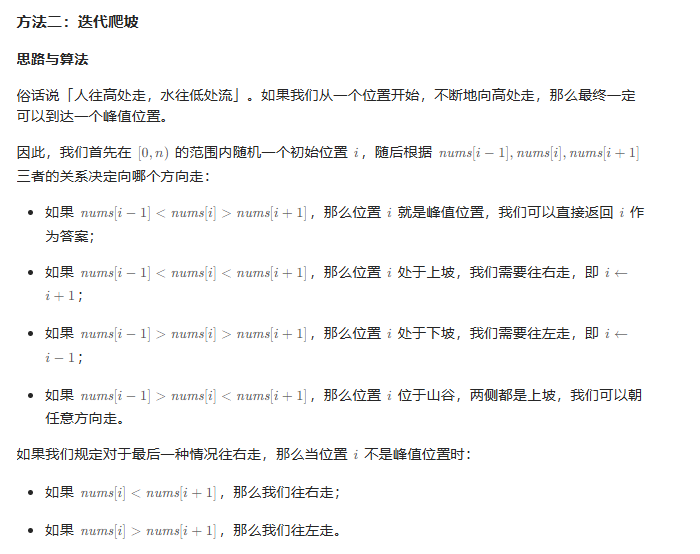 方法二：迭代爬坡
思路与算法
俗话说「人往高处走，水往低处流」。如果我们从一个位置开始，不断地向高处走，那么最终一定
可以到达一个峰值位置。
因此，我们首先在 [0, n) 的范围内随机一个初始位置 i，随后根据 nums[i − 1], nums[i], nums[i + 1]
三者的关系决定向哪个方向走：
• 如果 nums[i − 1] < nums[i] > nums[i + 1]，那么位置 i 就是峰值位置，我们可以直接返回 i 作
为答案；
• 如果 nums[i − 1] < nums[i] < nums[i + 1]，那么位置 i 处于上坡，我们需要往右走，即 i ←
i + 1；
• 如果 nums[i − 1] > nums[i] > nums[i + 1]，那么位置 i 处于下坡，我们需要往左走，即 i ←
i − 1；
• 如果 nums[i − 1] > nums[i] < nums[i + 1]，那么位置 i 位于山谷，两侧都是上坡，我们可以朝
任意方向走。
如果我们规定对于最后一种情况往右走，那么当位置 i 不是峰值位置时：
• 如果 nums[i] < nums[i + 1]，那么我们往右走；
• 如果 nums[i] > nums[i + 1]，那么我们往左走。